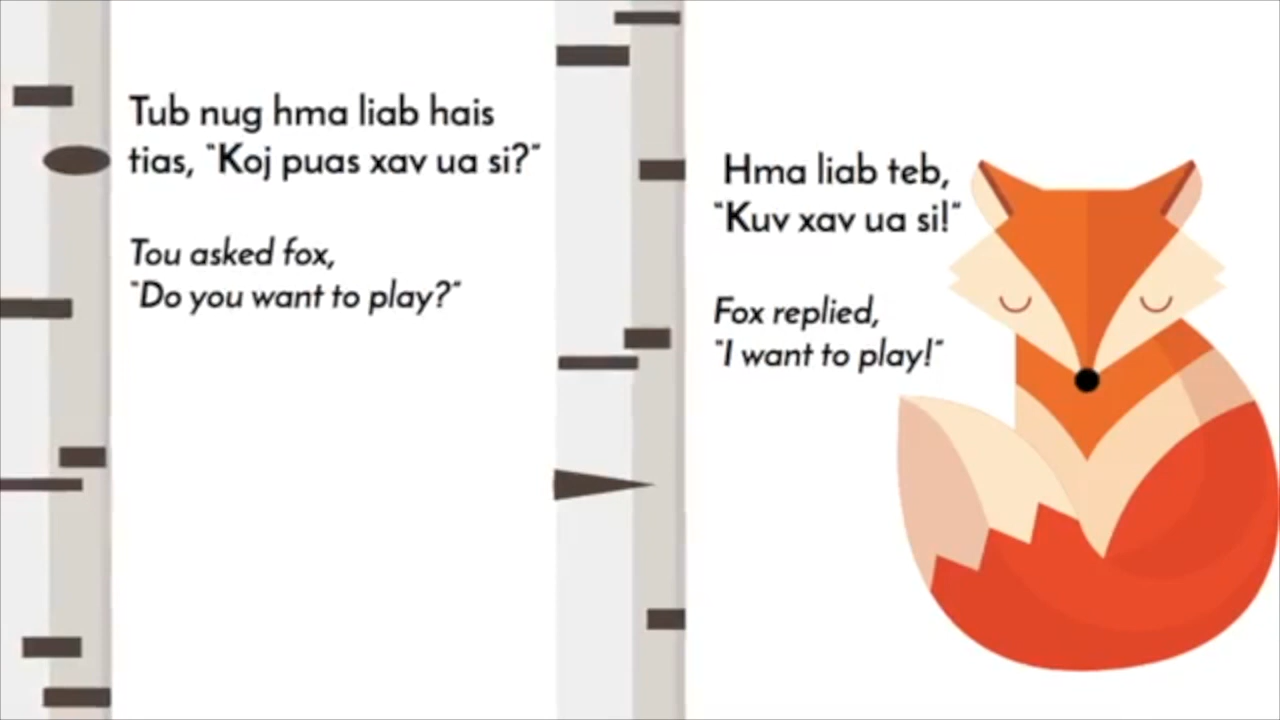 Tub nug hma liab hais
tias, "Koj puas xav ua si?"
Tou asked fox,
"Do you want to play?"
Hma liab teb,
"Kuv xav ua si!"
Fox replied,
"I want to play!"